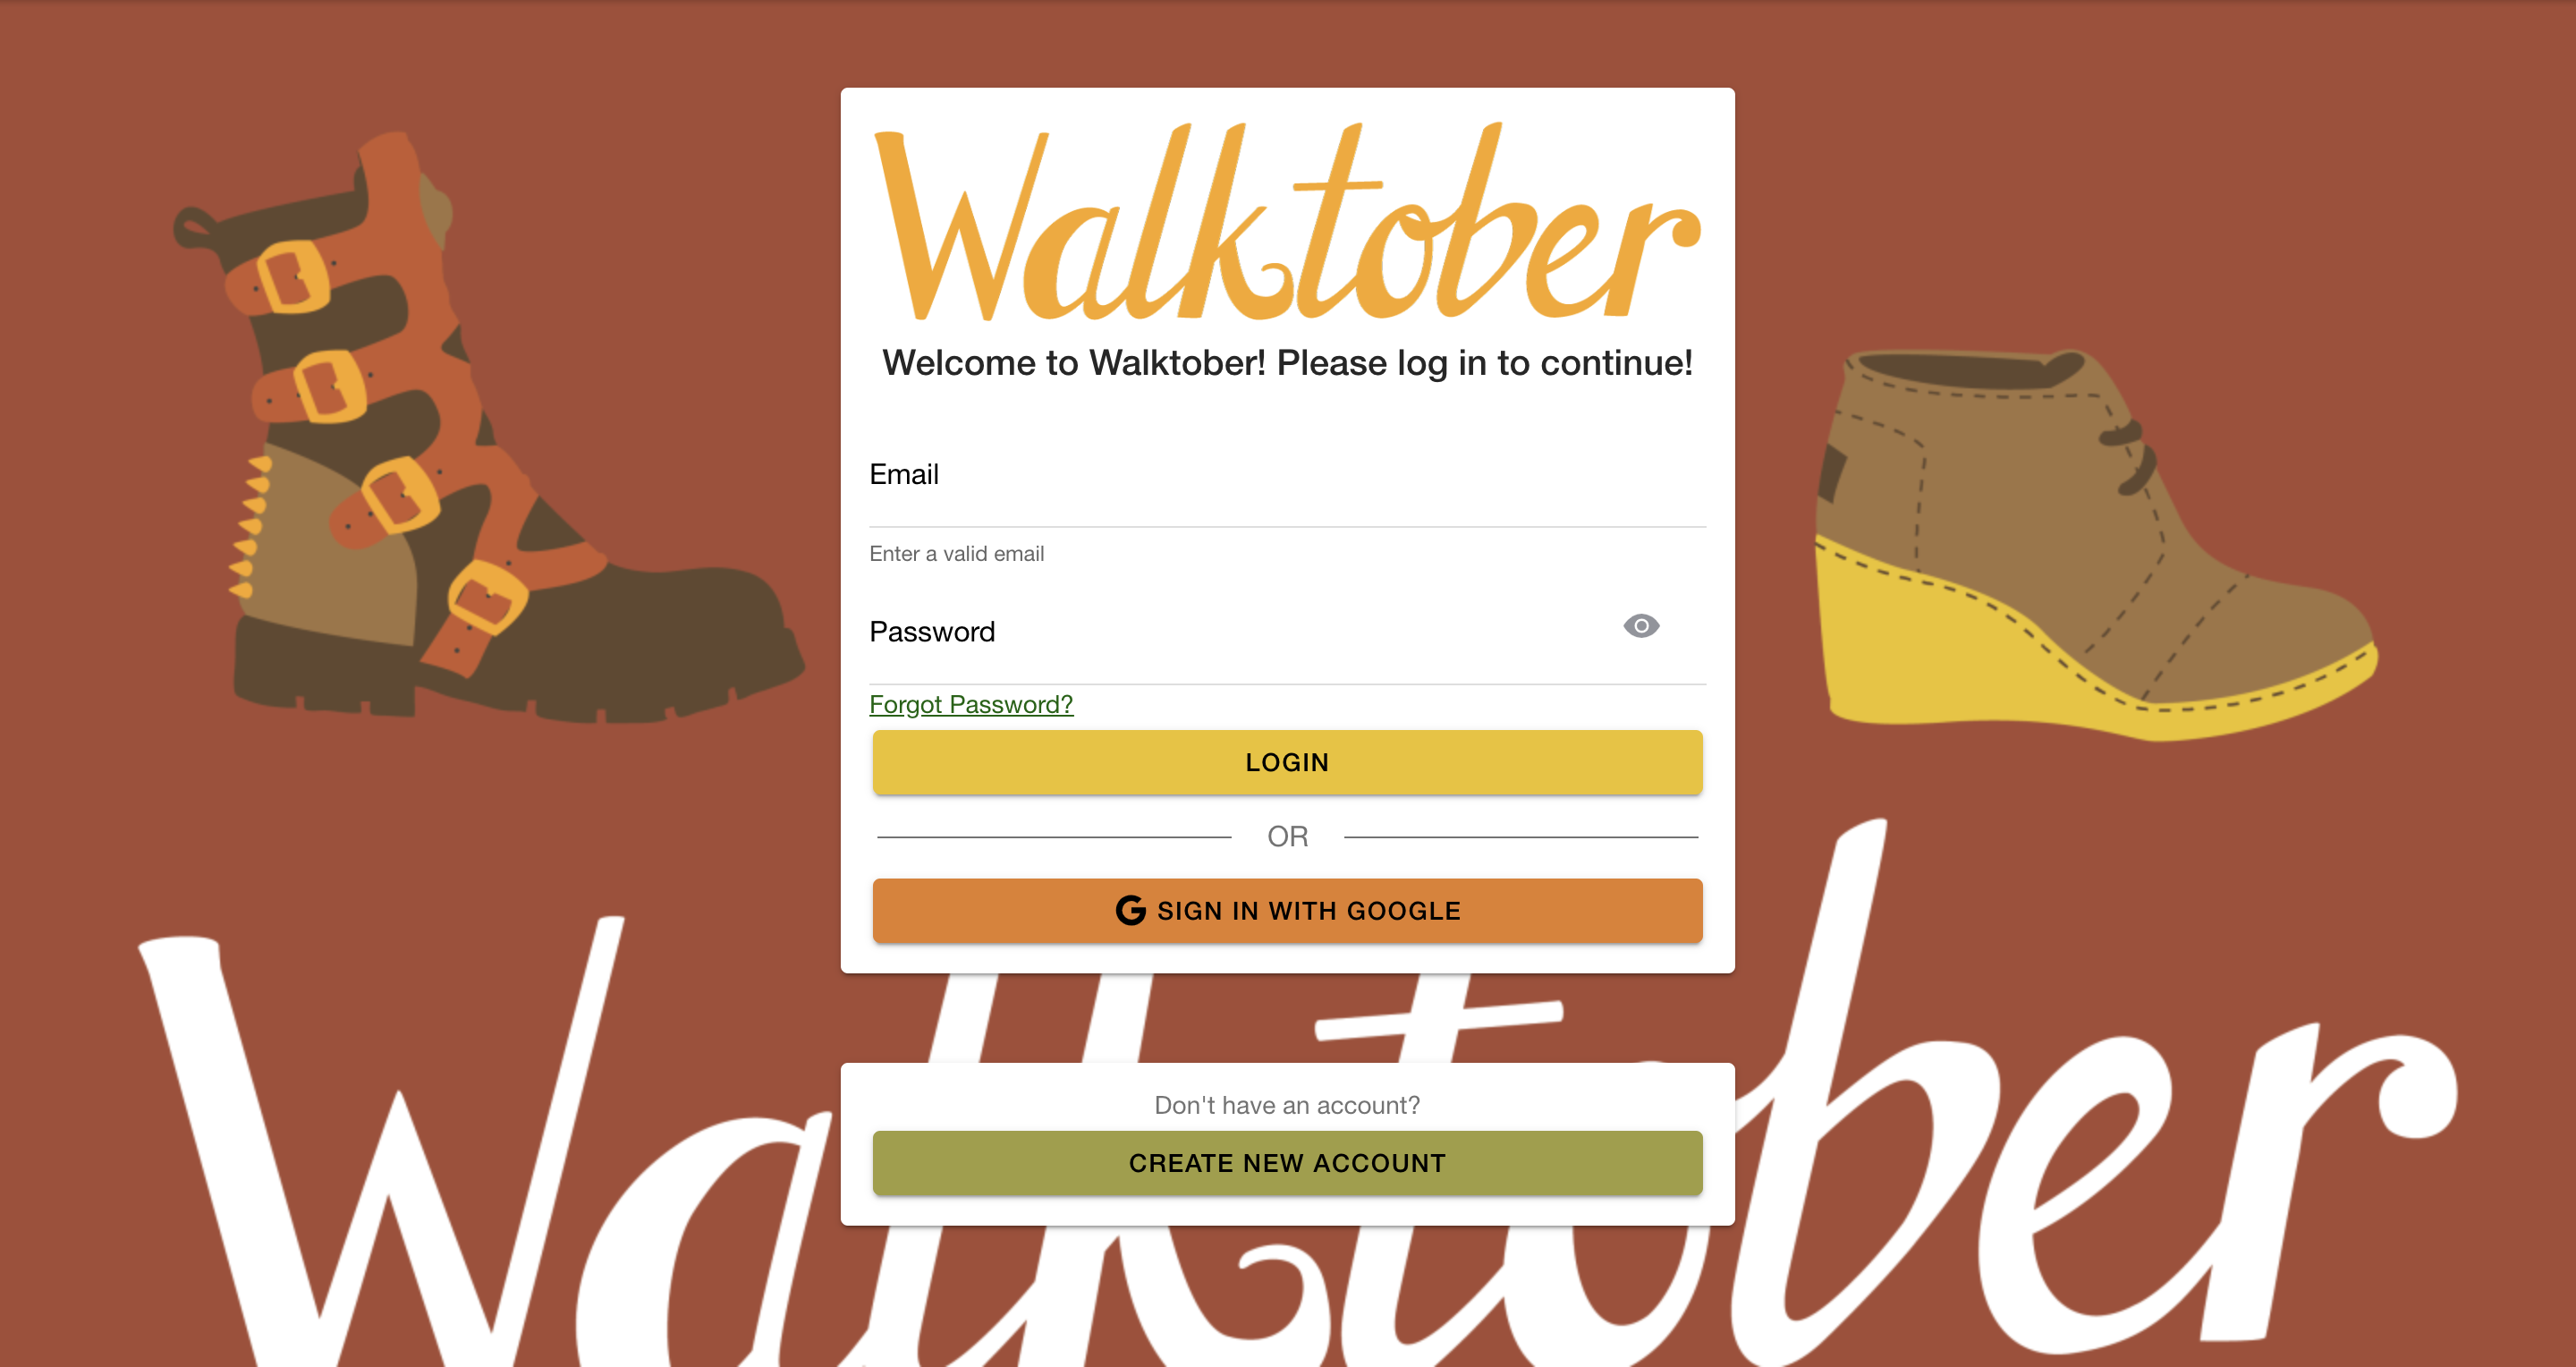 Walktober
Welcome to Walktober! Please log in to continue!
Email
Enter a valid email
Password
Forgot Password?
LOGIN
OR
SIGN IN WITH GOOGLE
Don't have an account?
CREATE NEW ACCOUNT
Walktober